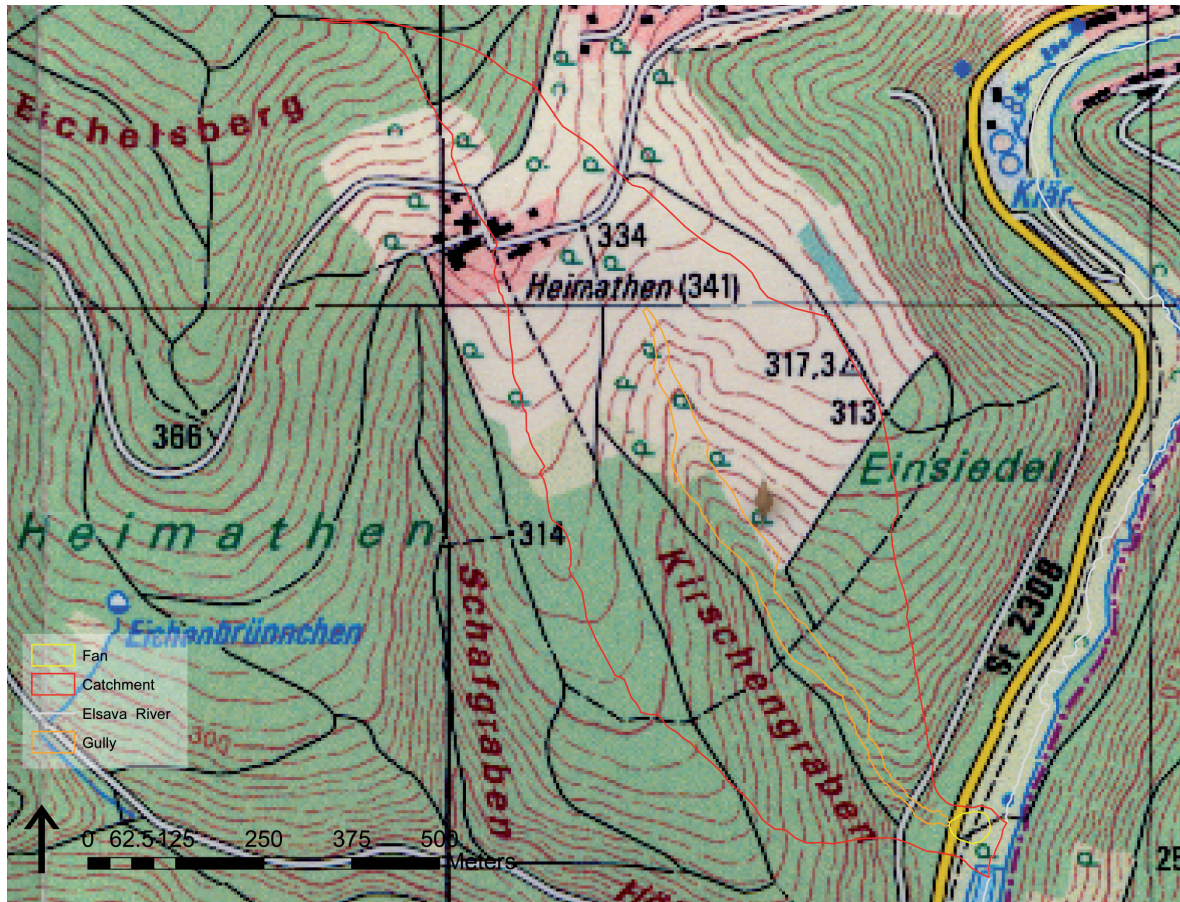 Eichelsberg
Klär.
334
Heimathen (341)
317,3
313
366
Einsiedel
Heimathen
314
Kirschengraben
Schafgraben
St 2308
Eichenbrünnchen
Fan
Catchment
Elsava River
Gully
300
0 62.5 125 250 375 500
Meters